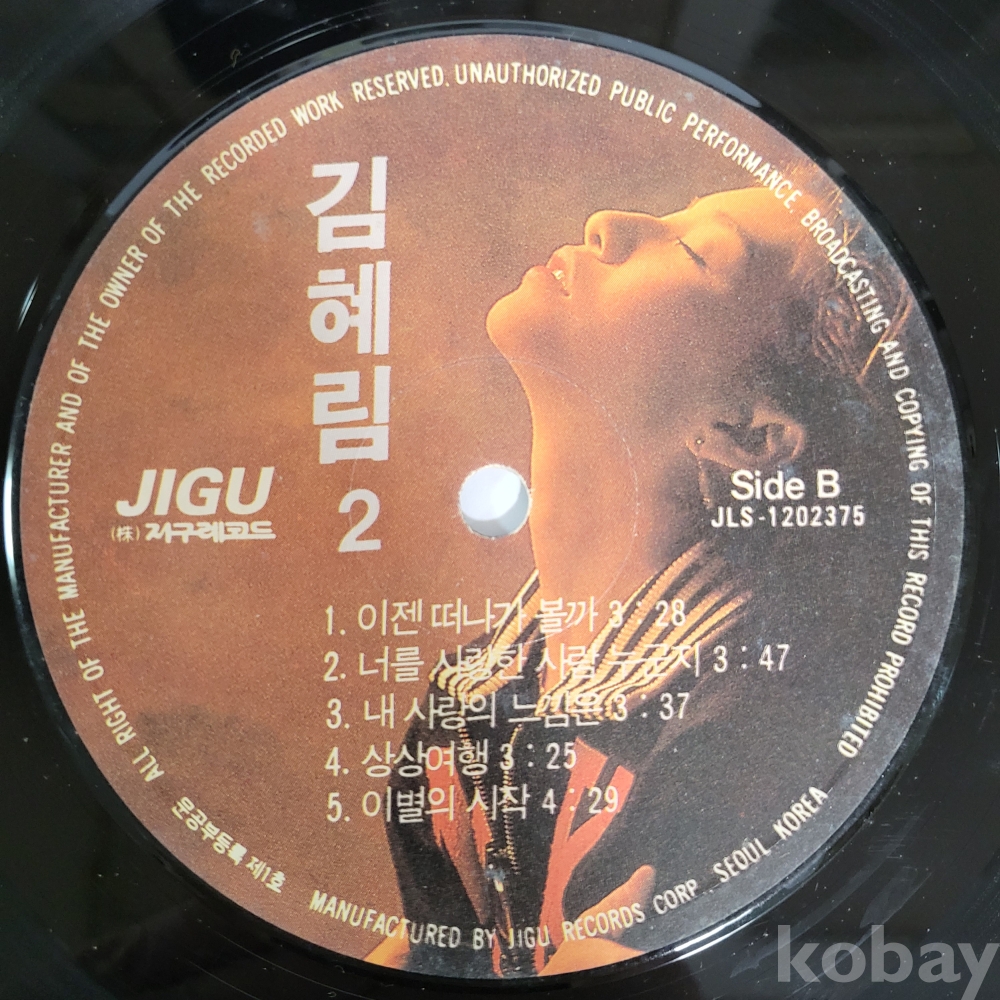 ALL RIGHT OF THE MANUFACTURER AND OF THE OWNER OF THE RECORDED WORK RESERVED. UNAUTHORIZED PUBLIC PERFORMANCE. BROADCASTING AND COPYING OF THIS RECORD PROHIBITED
김혜림 2
JIGU
(株) 지구레코드
Side B
JLS-1202375
1. 이젠 떠나가 볼까 3 : 28
2. 너를 사랑한 사람 누군지 3 : 47
3. 내 사랑의 느낌은 3 : 37
4. 상상여행 3 : 25
5. 이별의 시작 4 : 29
문공부등록 제1호
MANUFACTURED BY JIGU RECORDS CORP. SEOUL KOREA
kobay